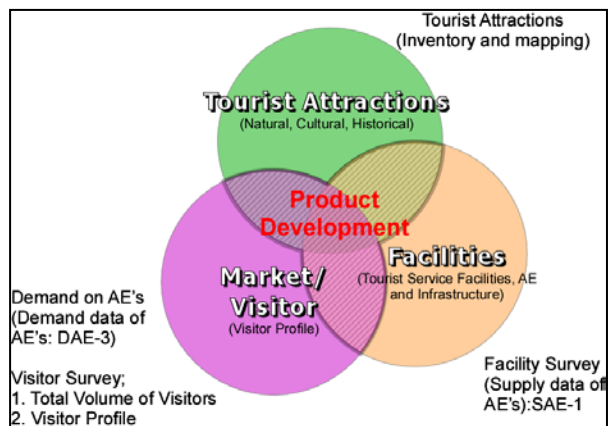 Tourist Attractions
(Inventory and mapping)
Tourist Attractions
(Natural, Cultural, Historical)
Product
Development
Facilities
(Tourist Service Facilities, AE
and Infrastructure)
Market/
Visitor
(Visitor Profile)
Demand on AE's
(Demand data of
AE's: DAE-3)
Visitor Survey;
1. Total Volume of Visitors
2. Visitor Profile
Facility Survey
(Supply data of
AE's):SAE-1